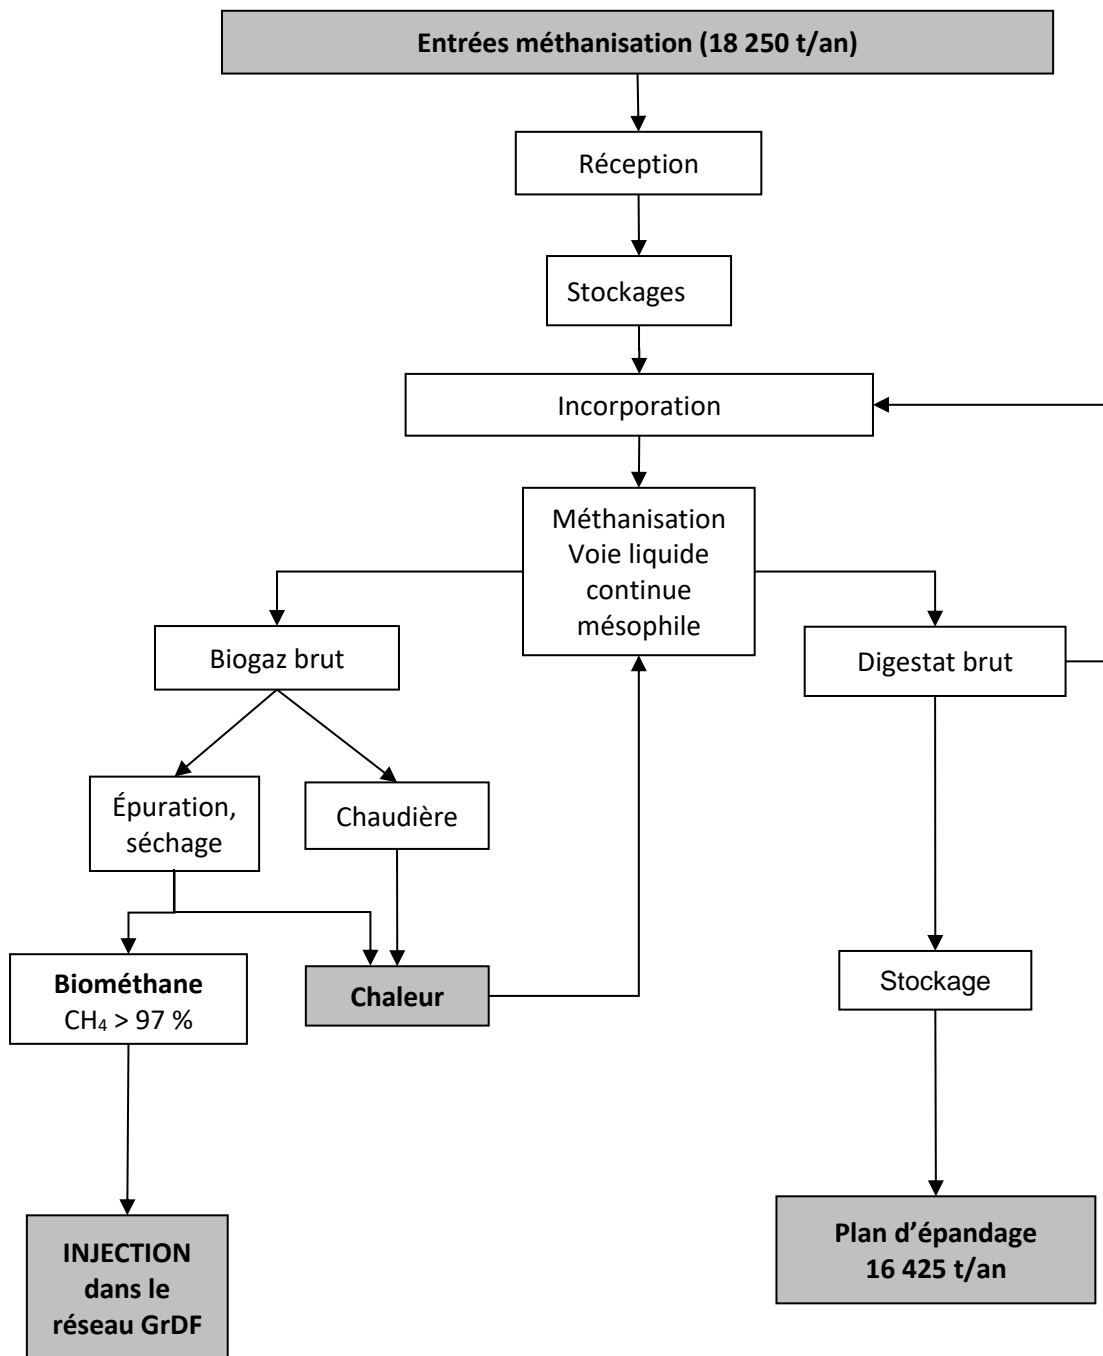 Entrées méthanisation (18 250 t/an)
Réception
Stockages
Incorporation
Méthanisation
Voie liquide
continue
mésophile
Biogaz brut
Digestat brut
Épuration,
séchage
Chaudière
Biométhane
CH₄ > 97 %
Chaleur
Stockage
INJECTION
dans le
réseau GrDF
Plan d’épandage
16 425 t/an